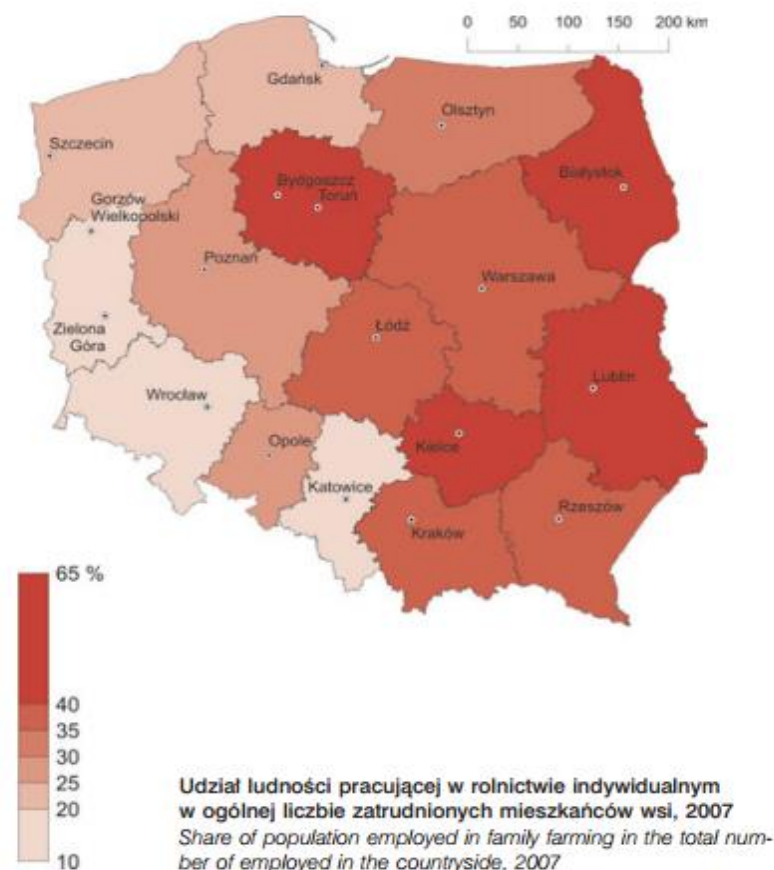 0 50 100 150 200 km
Gdańsk
Olsztyn
Szczecin
Białystok
Bydgoszcz
Toruń
Gorzów
Wielkopolski
Poznań
Warszawa
Zielona
Góra
Łódź
Lublin
Wrocław
Opole
Kielce
Katowice
Rzeszów
Kraków
65 %
40
35
30
25
20
10
Udział ludności pracującej w rolnictwie indywidualnym
w ogólnej liczbie zatrudnionych mieszkańców wsi, 2007
Share of population employed in family farming in the total num-
ber of employed in the countryside, 2007